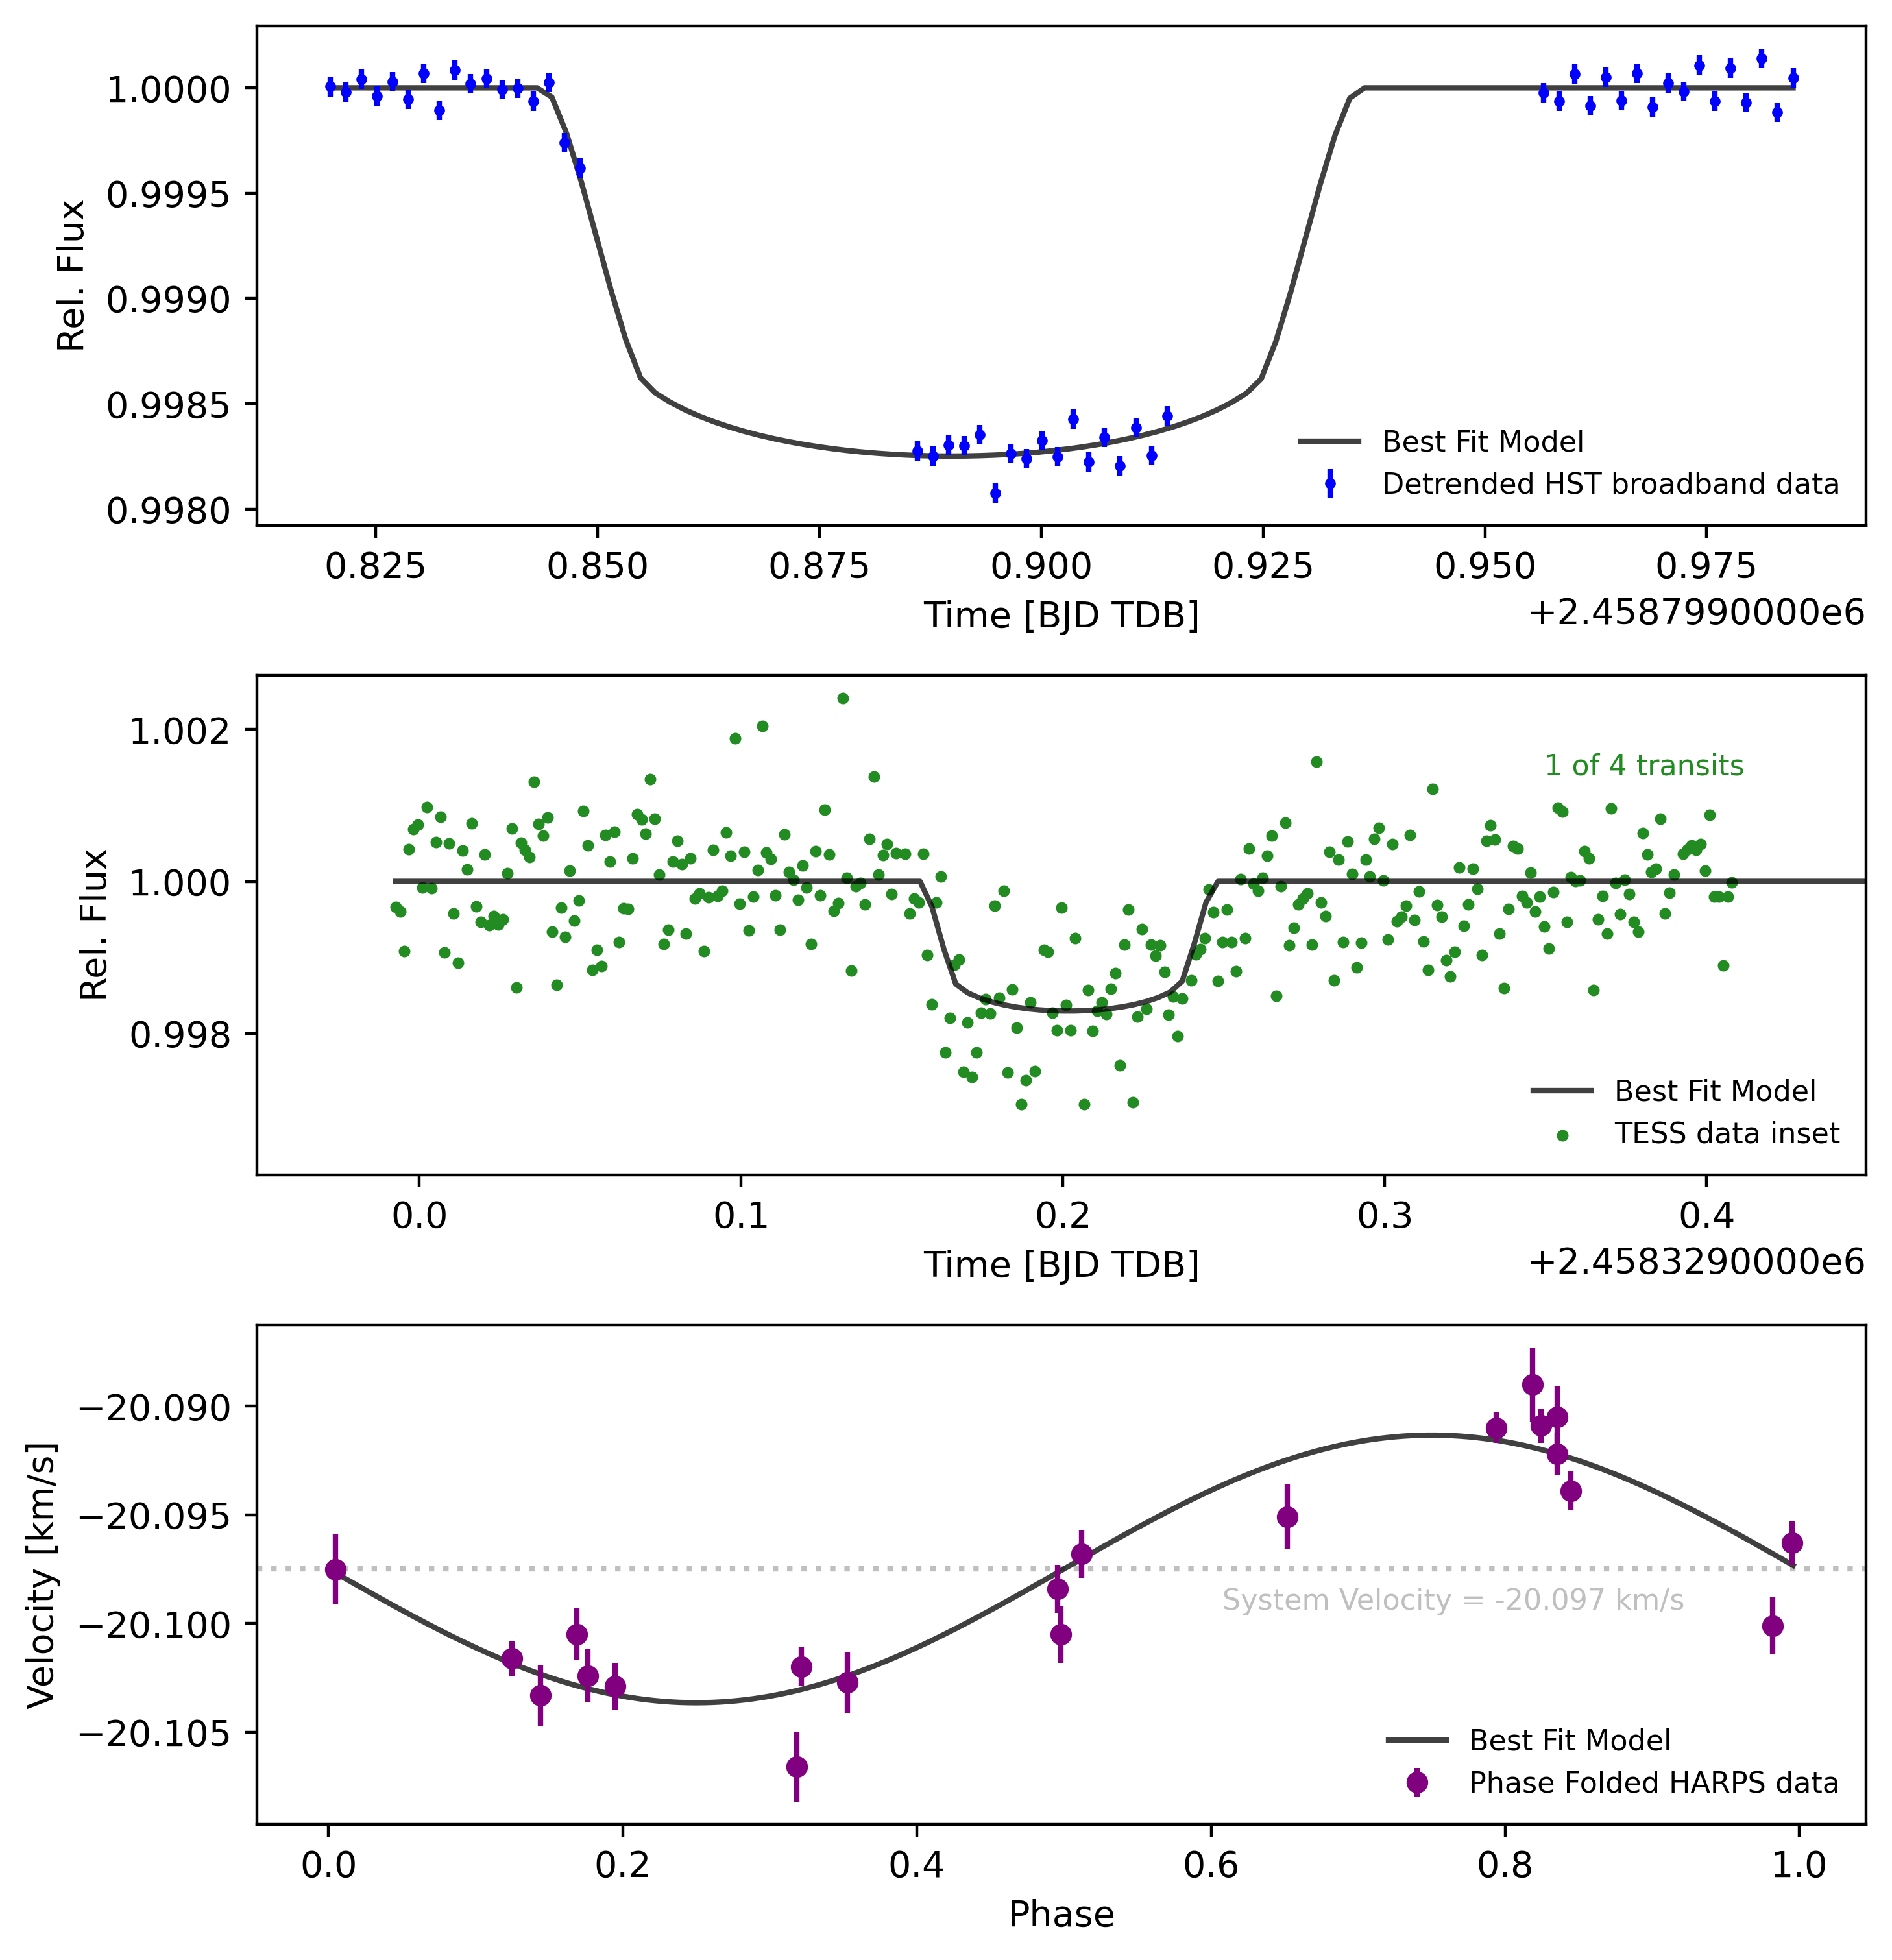 Rel. Flux
1.0000
0.9995
0.9990
0.9985
0.9980
Best Fit Model
Detrended HST broadband data
0.825 0.850 0.875 0.900 0.925 0.950 0.975
Time [BJD TDB]
+2.4587990000e6
Rel. Flux
1.002
1.000
0.998
1 of 4 transits
Best Fit Model
TESS data inset
0.0 0.1 0.2 0.3 0.4
Time [BJD TDB]
+2.4583290000e6
Velocity [km/s]
−20.090
−20.095
−20.100
−20.105
System Velocity = -20.097 km/s
Best Fit Model
Phase Folded HARPS data
0.0 0.2 0.4 0.6 0.8 1.0
Phase